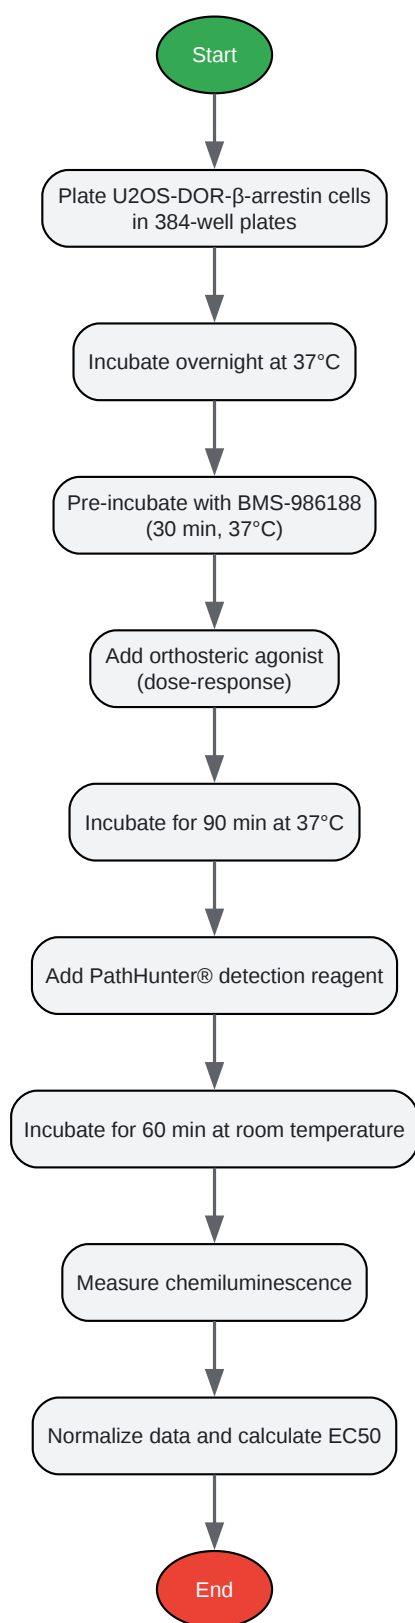 Start
Plate U2OS-DOR-β-arrestin cells
in 384-well plates
Incubate overnight at 37°C
Pre-incubate with BMS-986188
(30 min, 37°C)
Add orthosteric agonist
(dose-response)
Incubate for 90 min at 37°C
Add PathHunter® detection reagent
Incubate for 60 min at room temperature
Measure chemiluminescence
Normalize data and calculate EC50
End